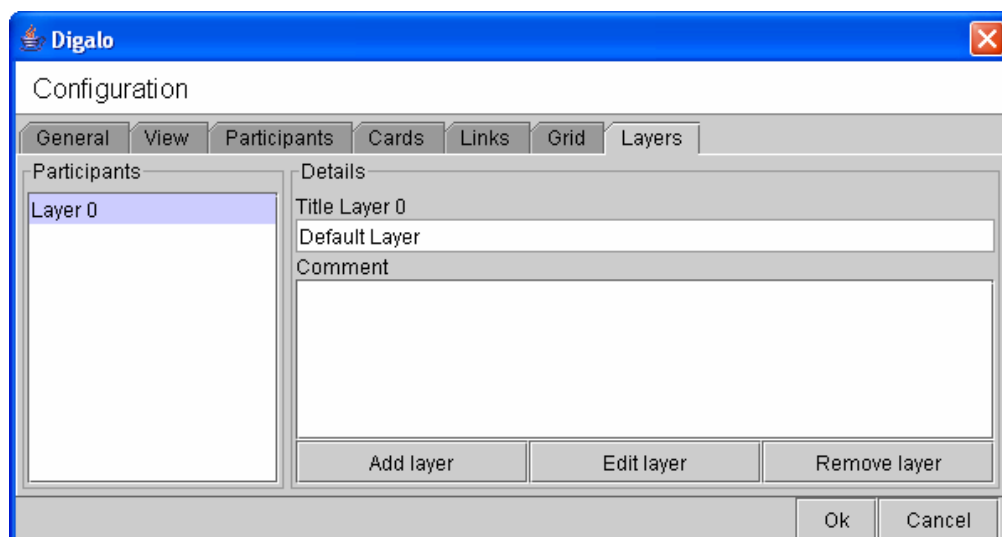 Digalo
Configuration
General View Participants Cards Links Grid Layers
Participants
Layer 0
Details
Title Layer 0
Default Layer
Comment
Add layer Edit layer Remove layer
Ok Cancel